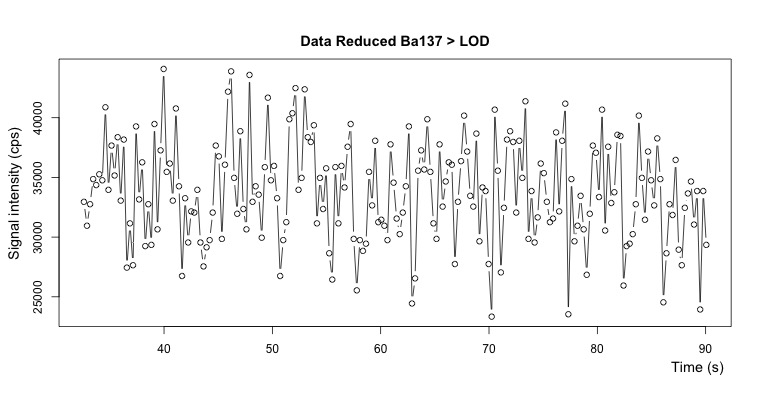 Data Reduced Ba137 > LOD
Signal intensity (cps)
40000
35000
30000
25000
40 50 60 70 80 90
Time (s)